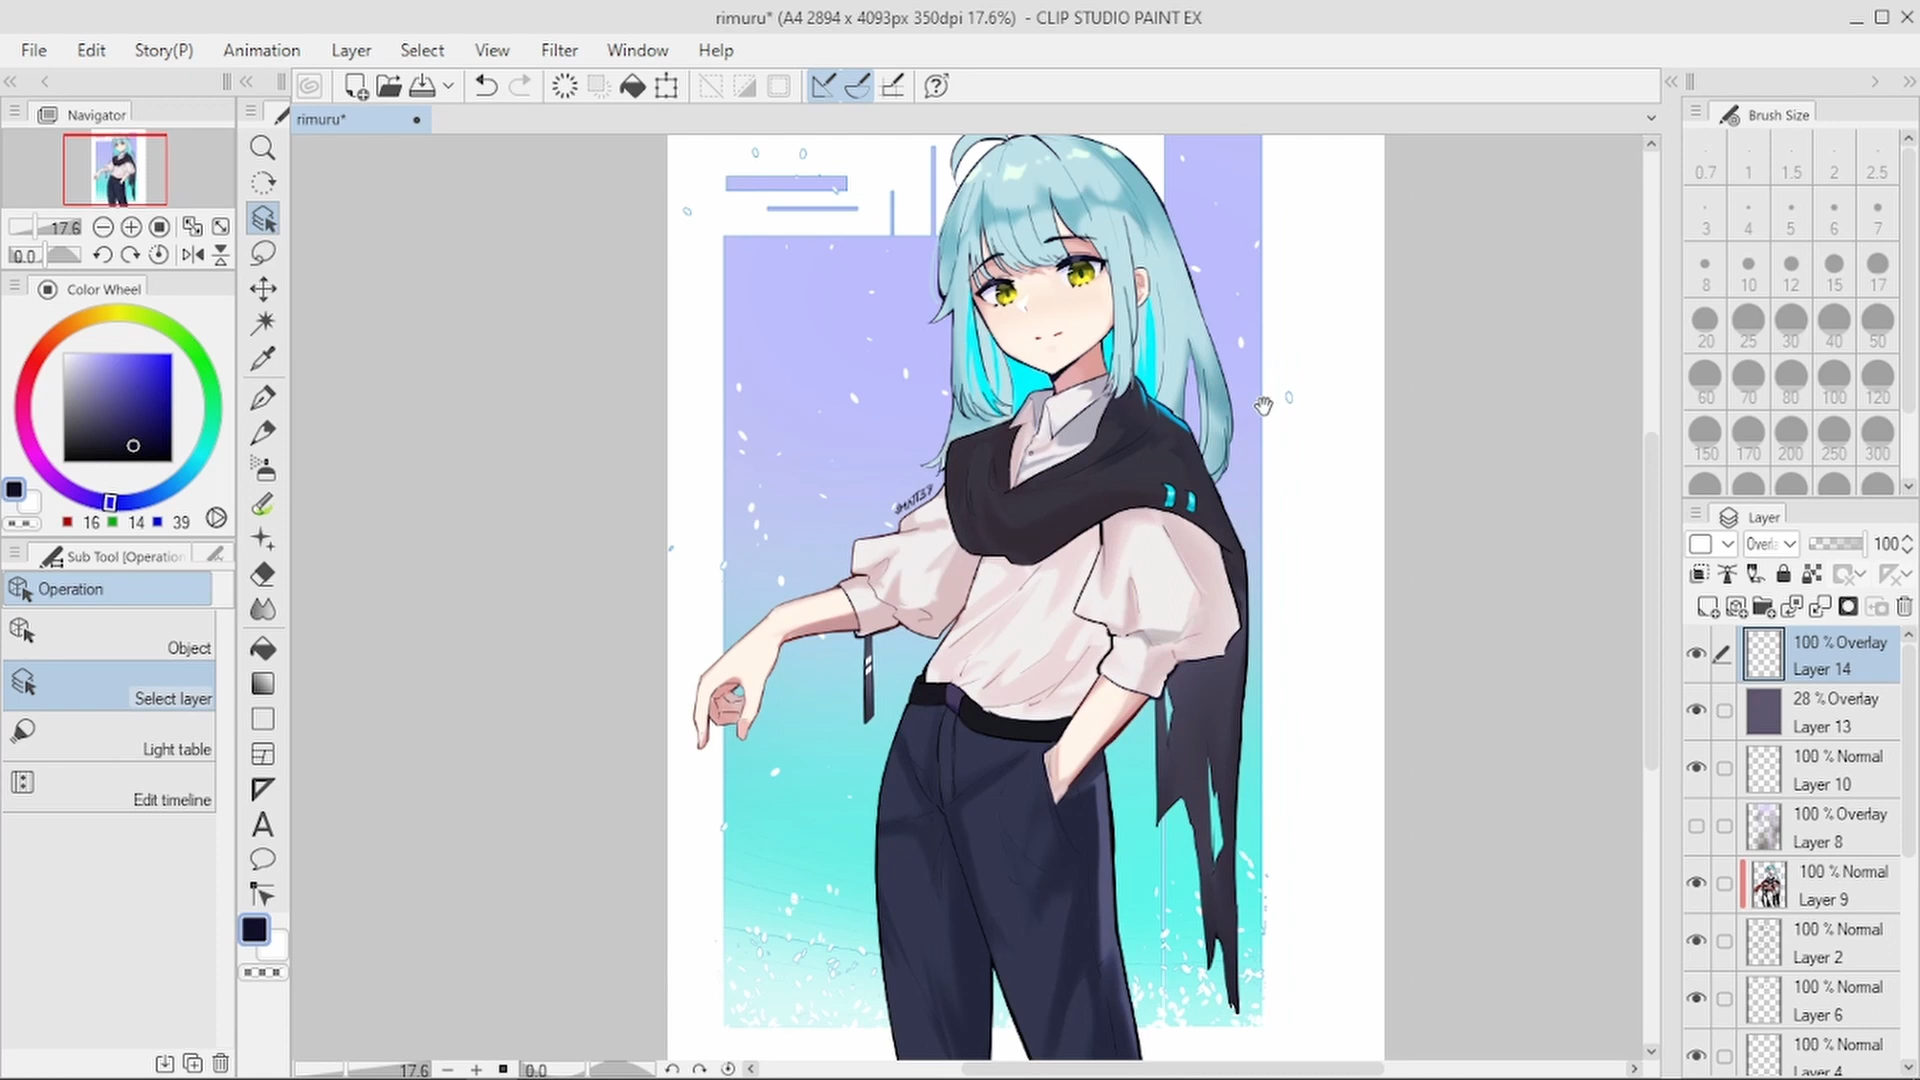 rimuru* (A4 2894 x 4093px 350dpi 17.6%) - CLIP STUDIO PAINT EX
File Edit Story(P) Animation Layer Select View Filter Window Help
rimuru*
Navigator
17.6
0.0
Color Wheel
16 14 39
Sub Tool [Operation
Operation
Object
Select layer
Light table
Edit timeline
17.6 0.0
Brush Size
0.7 1 1.5 2 2.5
3 4 5 6 7
8 10 12 15 17
20 25 30 40 50
60 70 80 100 120
150 170 200 250 300
Layer
Overl 100
100 % Overlay
Layer 14
28 % Overlay
Layer 13
100 % Normal
Layer 10
100 % Overlay
Layer 8
100 % Normal
Layer 9
100 % Normal
Layer 2
100 % Normal
Layer 6
100 % Normal
Layer 4